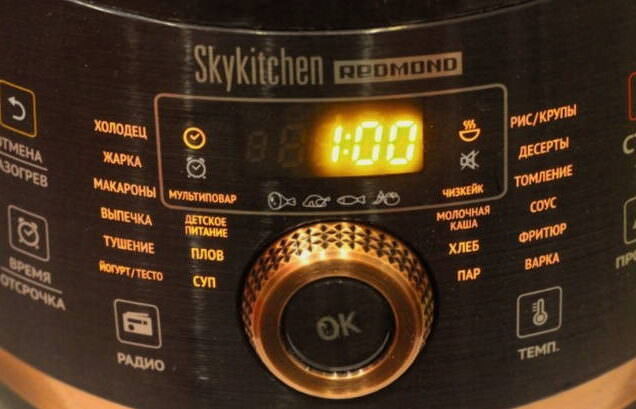 Skykitchen REDMOND
1:00
ОТМЕНА
РАЗОГРЕВ
ВРЕМЯ
ОТСРОЧКА
ХОЛОДЕЦ
ЖАРКА
МАКАРОНЫ
ВЫПЕЧКА
ТУШЕНИЕ
ЙОГУРТ/ТЕСТО
РАДИО
МУЛЬТИПОВАР
ДЕТСКОЕ
ПИТАНИЕ
ПЛОВ
СУП
OK
ЧИЗКЕЙК
МОЛОЧНАЯ
КАША
ХЛЕБ
ПАР
РИС/КРУПЫ
ДЕСЕРТЫ
ТОМЛЕНИЕ
СОУС
ФРИТЮР
ВАРКА
ТЕМП.